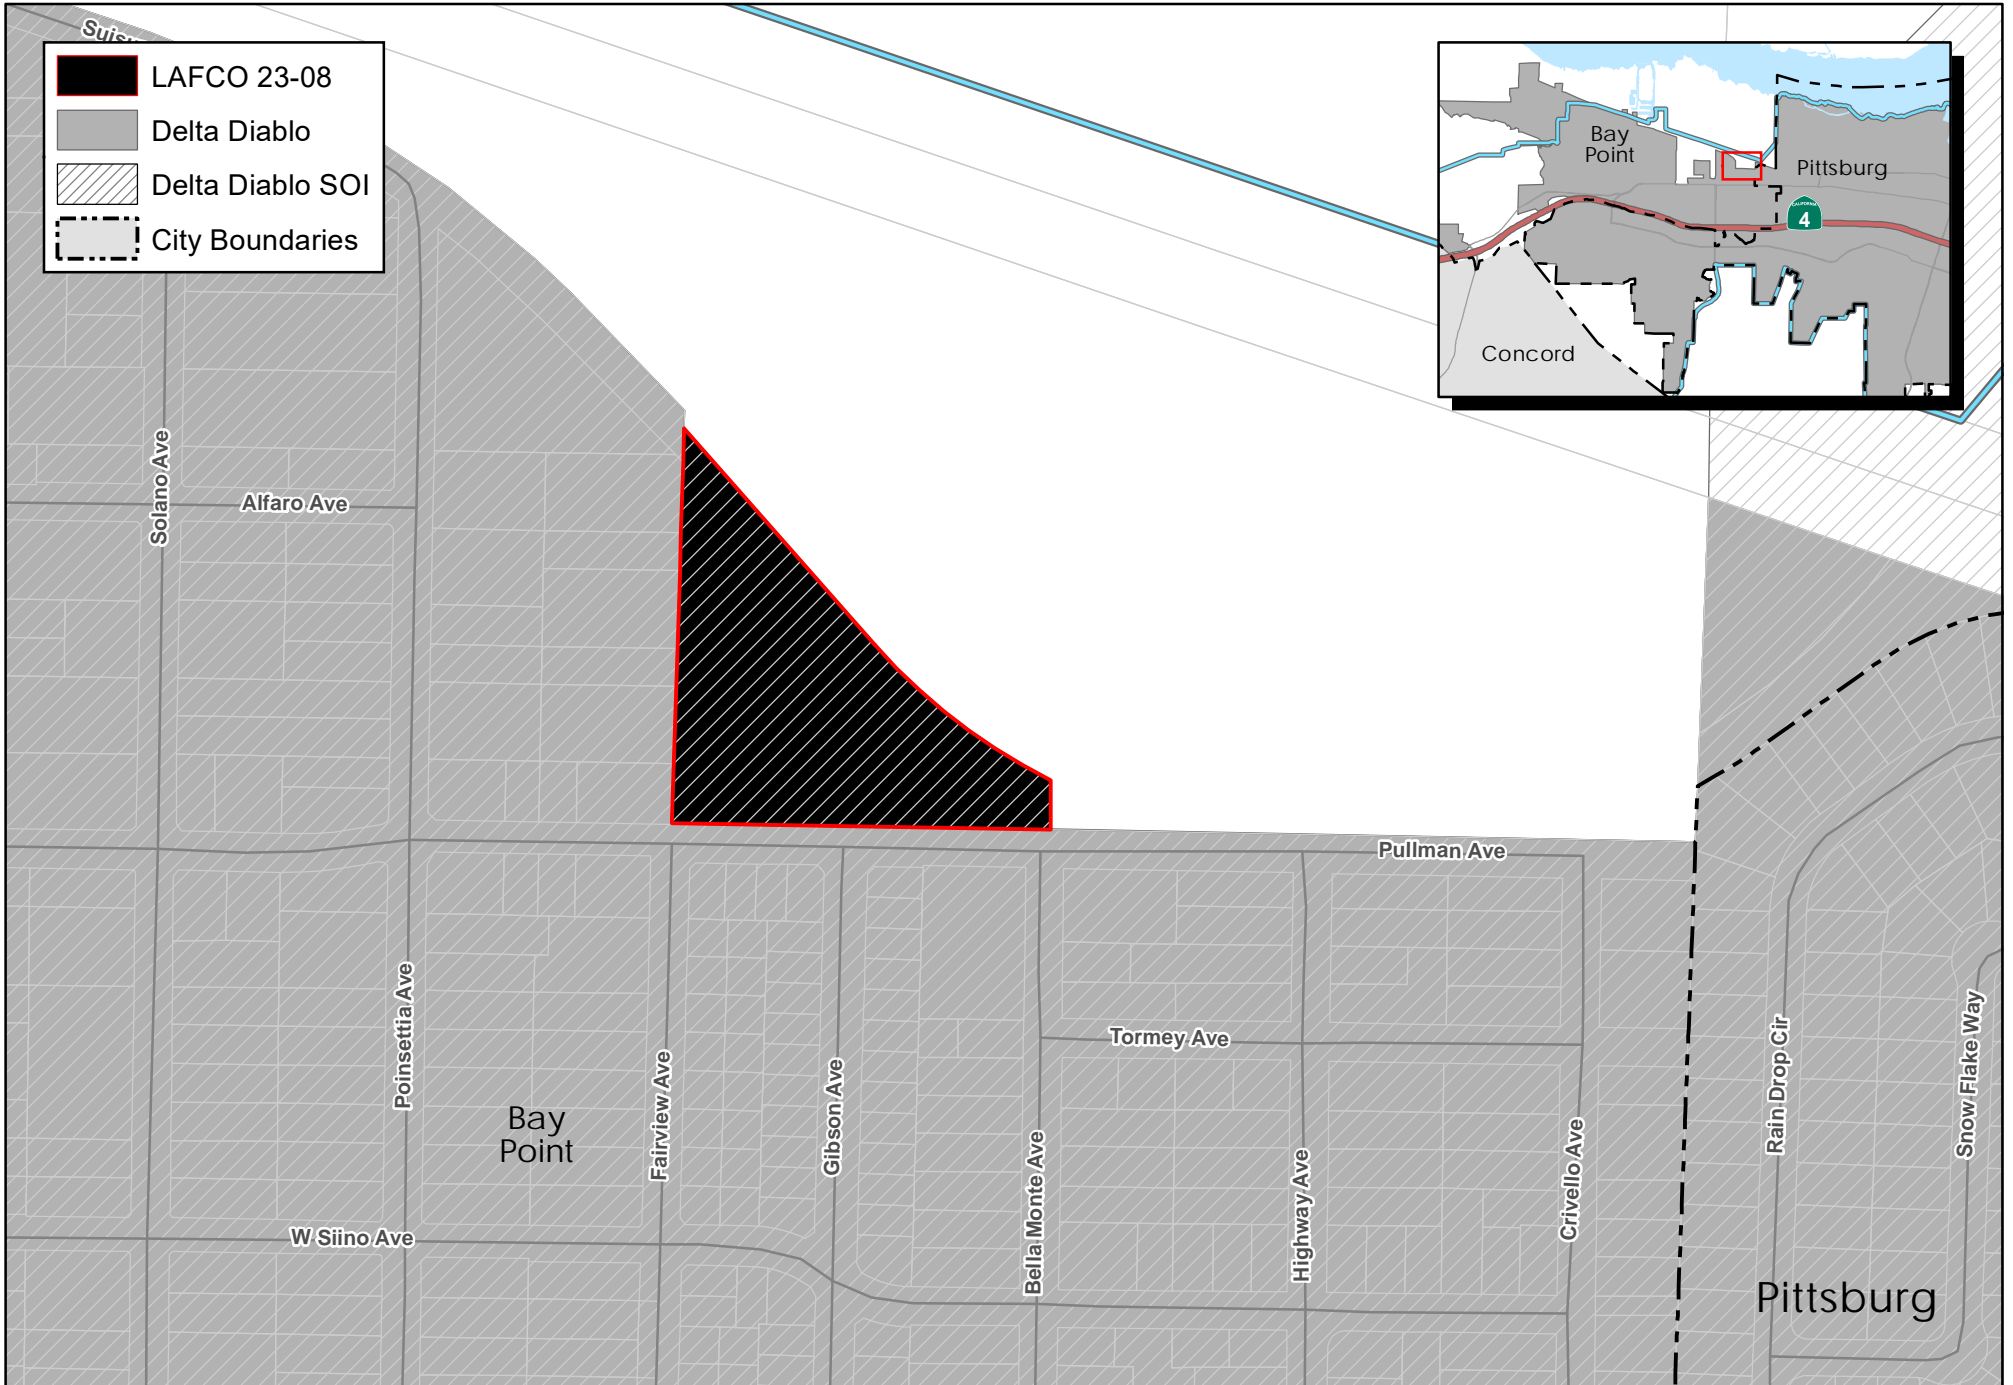 LAFCO 23-08
Delta Diablo
Delta Diablo SOI
City Boundaries
Bay
Point
Pittsburg
CALIFORNIA
4
Concord
Solano Ave
Alfaro Ave
Pullman Ave
Poinsettia Ave
Fairview Ave
Gibson Ave
Bella Monte Ave
Tormey Ave
Highway Ave
Crivello Ave
Rain Drop Cir
Snow Flake Way
Bay
Point
W Siino Ave
Pittsburg